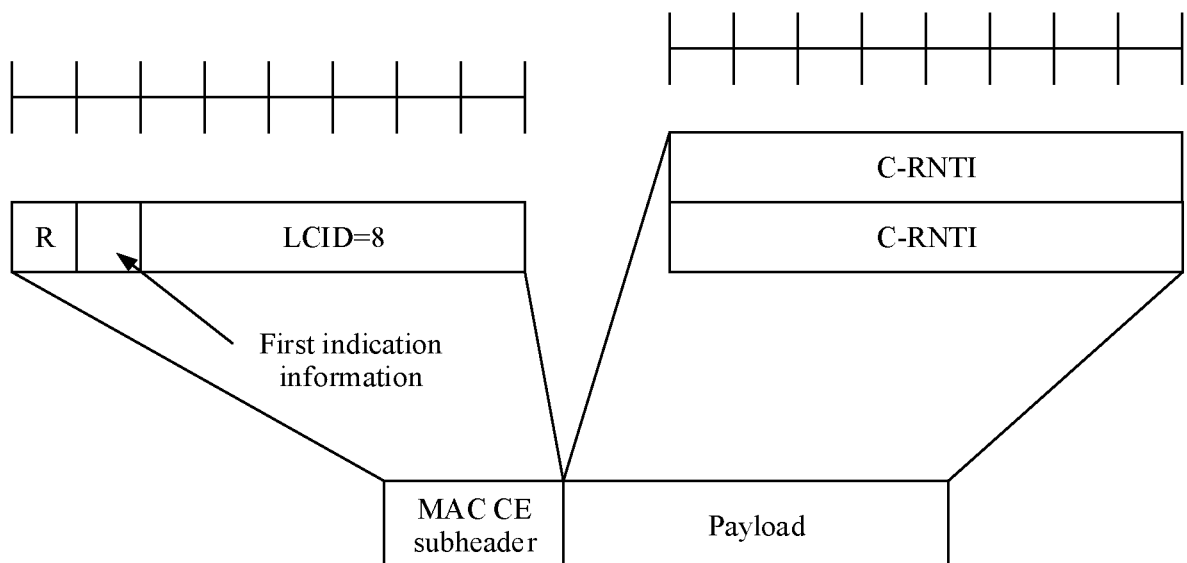 C-RNTI
C-RNTI
R
LCID=8
First indication
information
MAC CE
subheader
Payload